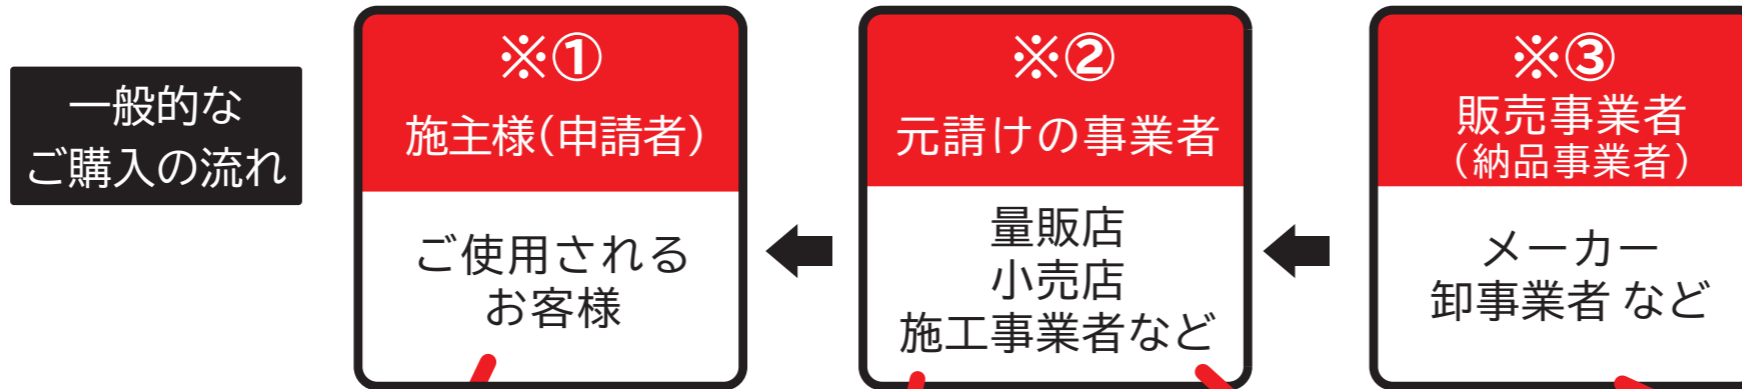 一般的な
ご購入の流れ
※①
施主様(申請者)
ご使用される
お客様
※②
元請けの事業者
量販店
小売店
施工事業者など
※③
販売事業者
(納品事業者)
メーカー
卸事業者 など